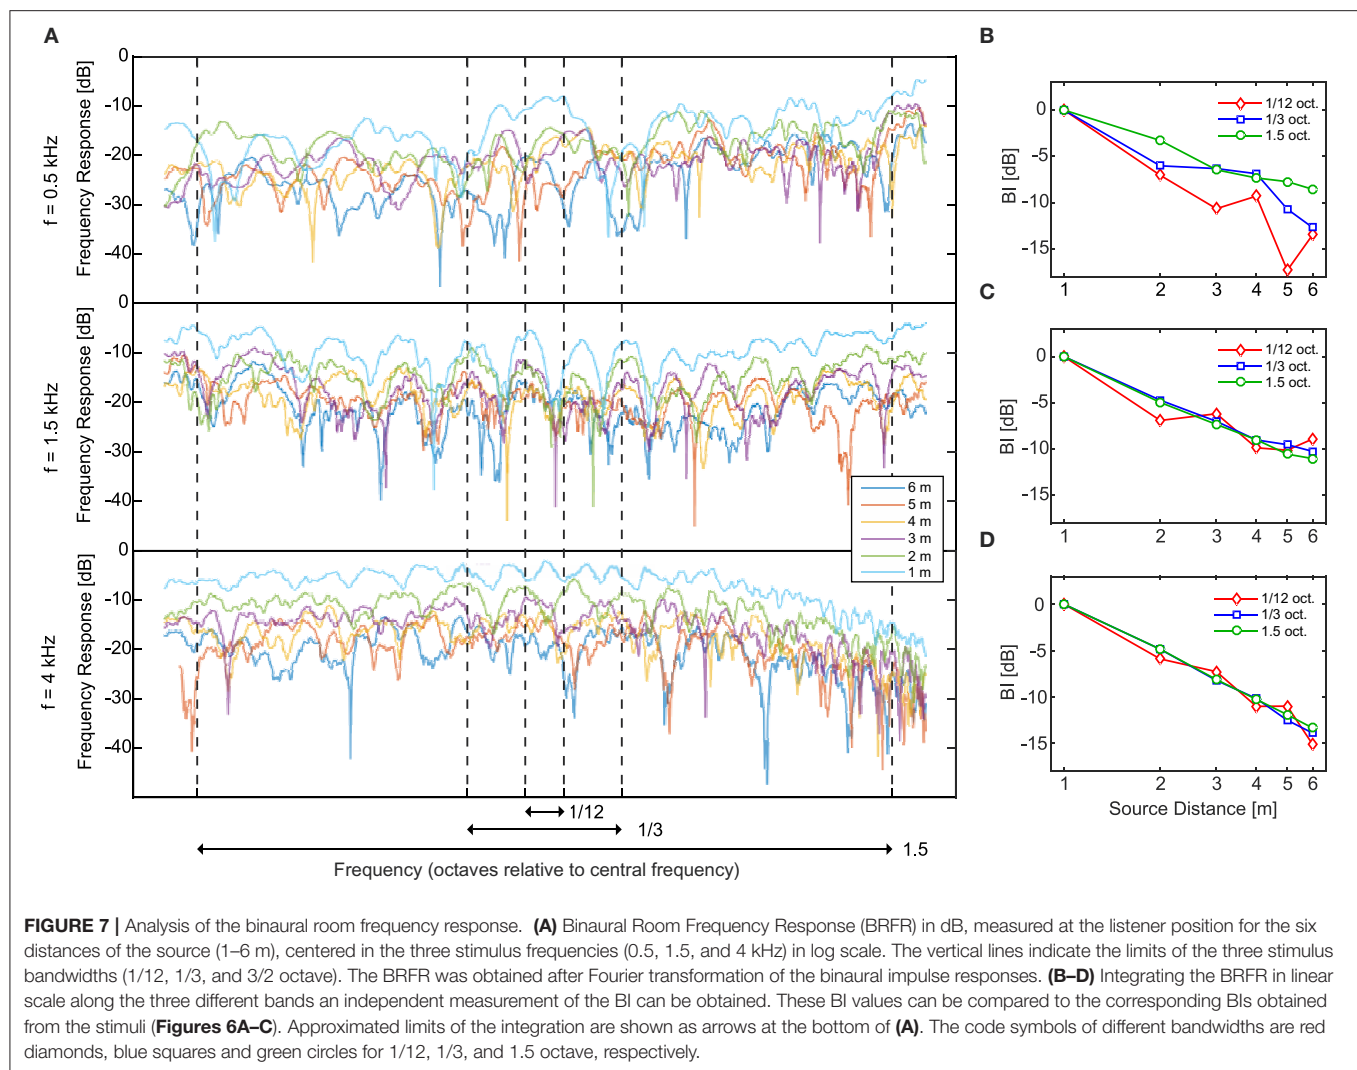 A
0
-10
-20
-30
-40
Frequency Response [dB]
f = 0.5 kHz
0
-10
-20
-30
-40
Frequency Response [dB]
f = 1.5 kHz
0
-10
-20
-30
-40
Frequency Response [dB]
f = 4 kHz
6 m
5 m
4 m
3 m
2 m
1 m
1/12
1/3
1.5
Frequency (octaves relative to central frequency)
B
0
-5
-10
-15
BI [dB]
1/12 oct.
1/3 oct.
1.5 oct.
1 2 3 4 5 6
C
0
-5
-10
-15
BI [dB]
1/12 oct.
1/3 oct.
1.5 oct.
1 2 3 4 5 6
D
0
-5
-10
-15
BI [dB]
1/12 oct.
1/3 oct.
1.5 oct.
1 2 3 4 5 6
Source Distance [m]
FIGURE 7 | Analysis of the binaural room frequency response. (A) Binaural Room Frequency Response (BRFR) in dB, measured at the listener position for the six
distances of the source (1–6 m), centered in the three stimulus frequencies (0.5, 1.5, and 4 kHz) in log scale. The vertical lines indicate the limits of the three stimulus
bandwidths (1/12, 1/3, and 3/2 octave). The BRFR was obtained after Fourier transformation of the binaural impulse responses. (B–D) Integrating the BRFR in linear
scale along the three different bands an independent measurement of the BI can be obtained. These BI values can be compared to the corresponding BIs obtained
from the stimuli (Figures 6A–C). Approximated limits of the integration are shown as arrows at the bottom of (A). The code symbols of different bandwidths are red
diamonds, blue squares and green circles for 1/12, 1/3, and 1.5 octave, respectively.